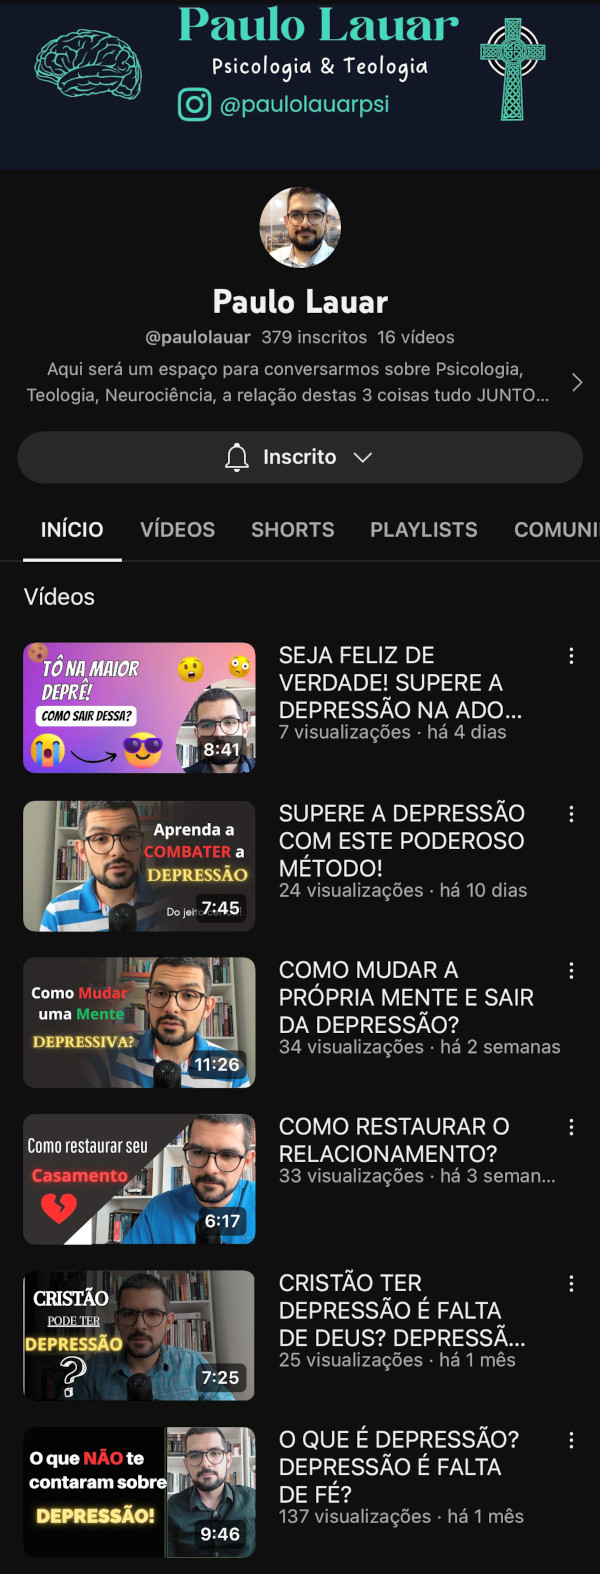 Paulo Lauar
Psicologia & Teologia
@paulolauarpsi
Paulo Lauar
@paulolauar 379 inscritos 16 vídeos
Aqui será um espaço para conversarmos sobre Psicologia,
Teologia, Neurociência, a relação destas 3 coisas tudo JUNTO...
Inscrito
INÍCIO VÍDEOS SHORTS PLAYLISTS COMUNI
Vídeos
TÔ NA MAIOR
DEPRÊ!
COMO SAIR DESSA?
8:41
SEJA FELIZ DE
VERDADE! SUPERE A
DEPRESSÃO NA ADO...
7 visualizações · há 4 dias
Aprenda a
COMBATER a
DEPRESSÃO
Do jeito
7:45
SUPERE A DEPRESSÃO
COM ESTE PODEROSO
MÉTODO!
24 visualizações · há 10 dias
Como Mudar
uma Mente
DEPRESSIVA?
11:26
COMO MUDAR A
PRÓPRIA MENTE E SAIR
DA DEPRESSÃO?
34 visualizações · há 2 semanas
Como restaurar seu
Casamento
6:17
COMO RESTAURAR O
RELACIONAMENTO?
33 visualizações · há 3 seman...
CRISTÃO
PODE TER
DEPRESSÃO
?
7:25
CRISTÃO TER
DEPRESSÃO É FALTA
DE DEUS? DEPRESSÃ...
25 visualizações · há 1 mês
O que NÃO te
contaram sobre
DEPRESSÃO!
9:46
O QUE É DEPRESSÃO?
DEPRESSÃO É FALTA
DE FÉ?
137 visualizações · há 1 mês